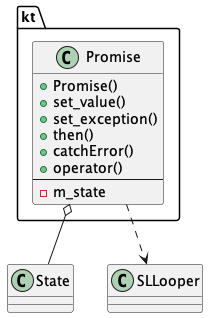 kt
C Promise
Promise()
set_value()
set_exception()
then()
catchError()
operator()
m_state
C State
C SLLooper